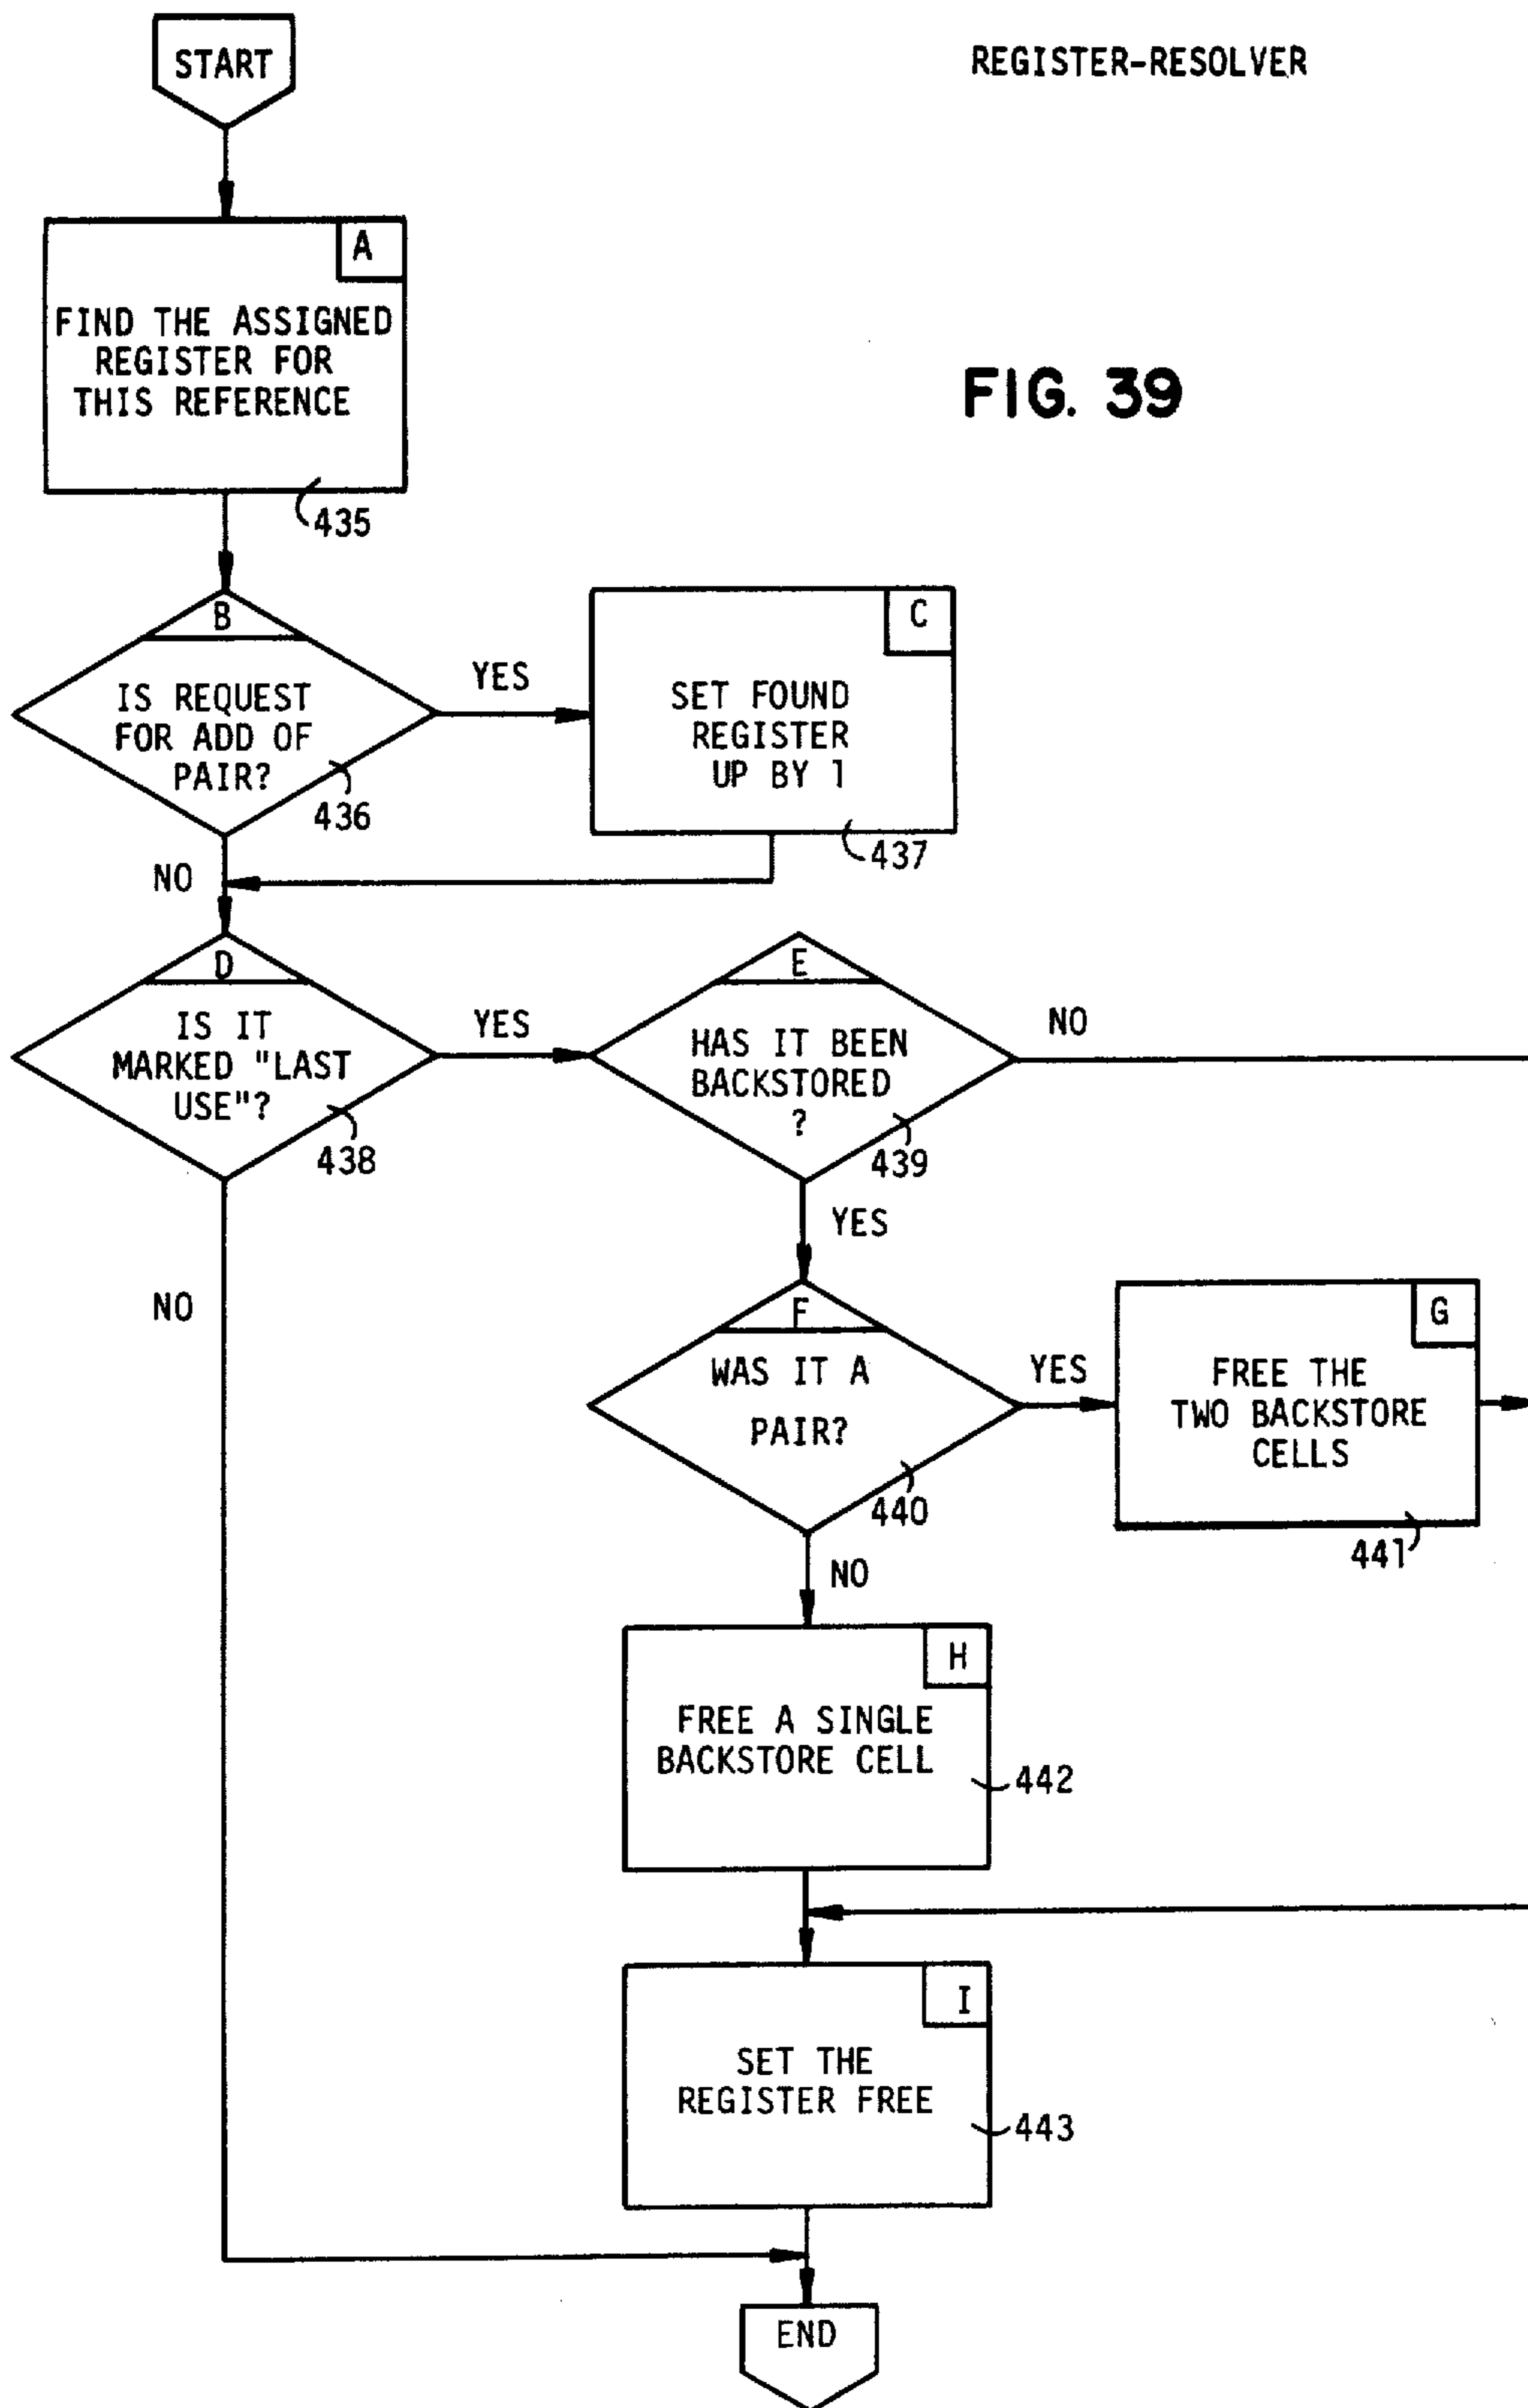 START
REGISTER-RESOLVER
A
FIND THE ASSIGNED
REGISTER FOR
THIS REFERENCE
435
FIG. 39
B
IS REQUEST
FOR ADD OF
PAIR?
436
YES
NO
C
SET FOUND
REGISTER
UP BY 1
437
D
IS IT
MARKED "LAST
USE"?
438
YES
NO
E
HAS IT BEEN
BACKSTORED
?
439
NO
YES
F
WAS IT A
PAIR?
440
YES
NO
G
FREE THE
TWO BACKSTORE
CELLS
441
H
FREE A SINGLE
BACKSTORE CELL
442
I
SET THE
REGISTER FREE
443
END